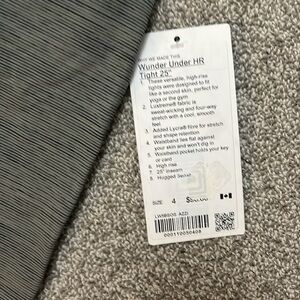 WHY WE MADE THIS
Wunder Under HR
Tight 25"
1. These versatile, high-rise
tights were designed to fit
like a second skin, perfect for
yoga or the gym
2. Luxtreme® fabric is
sweat-wicking and four-way
stretch with a cool, smooth
feel
3. Added Lycra® fibre for stretch
and shape retention
4. Waistband lies flat against
your skin and won't dig in
5. Waistband pocket holds your key
or card
6. High rise
7. 25" inseam
8. Hugged Sensation
SIZE 4